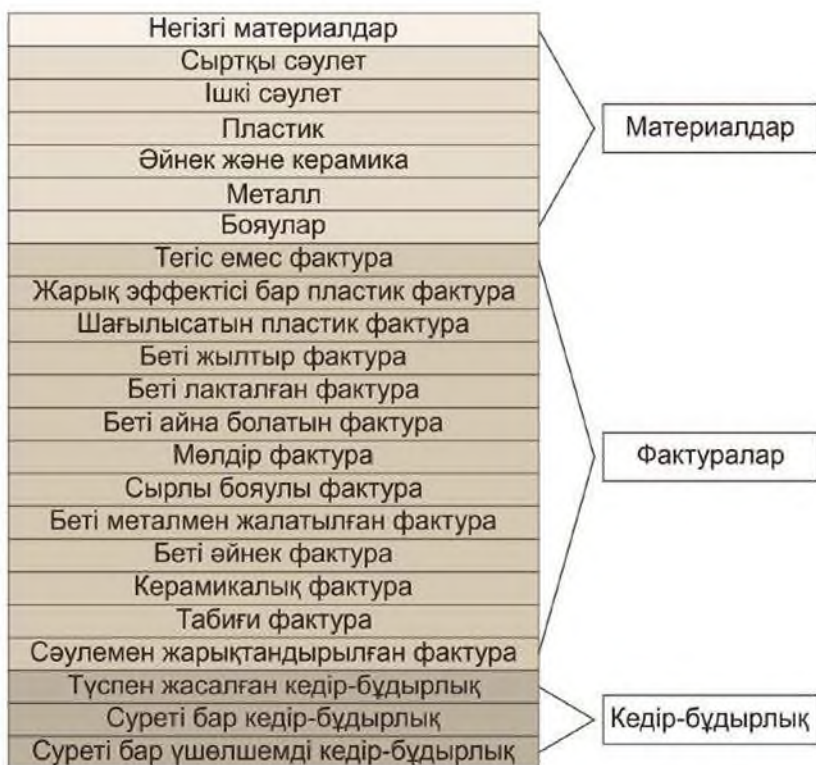 Негізгі материалдар
Сыртқы сәулет
Ішкі сәулет
Пластик
Әйнек және керамика
Металл
Бояулар
Тегіс емес фактура
Жарық эффектісі бар пластик фактура
Шағылысатын пластик фактура
Беті жылтыр фактура
Беті лакталған фактура
Беті айна болатын фактура
Мөлдір фактура
Сырлы бояулы фактура
Беті металмен жалатылған фактура
Беті әйнек фактура
Керамикалық фактура
Табиғи фактура
Сәулемен жарықтандырылған фактура
Түспен жасалған кедір-бұдырлық
Суреті бар кедір-бұдырлық
Суреті бар үшөлшемді кедір-бұдырлық
Материалдар
Фактуралар
Кедір-бұдырлық